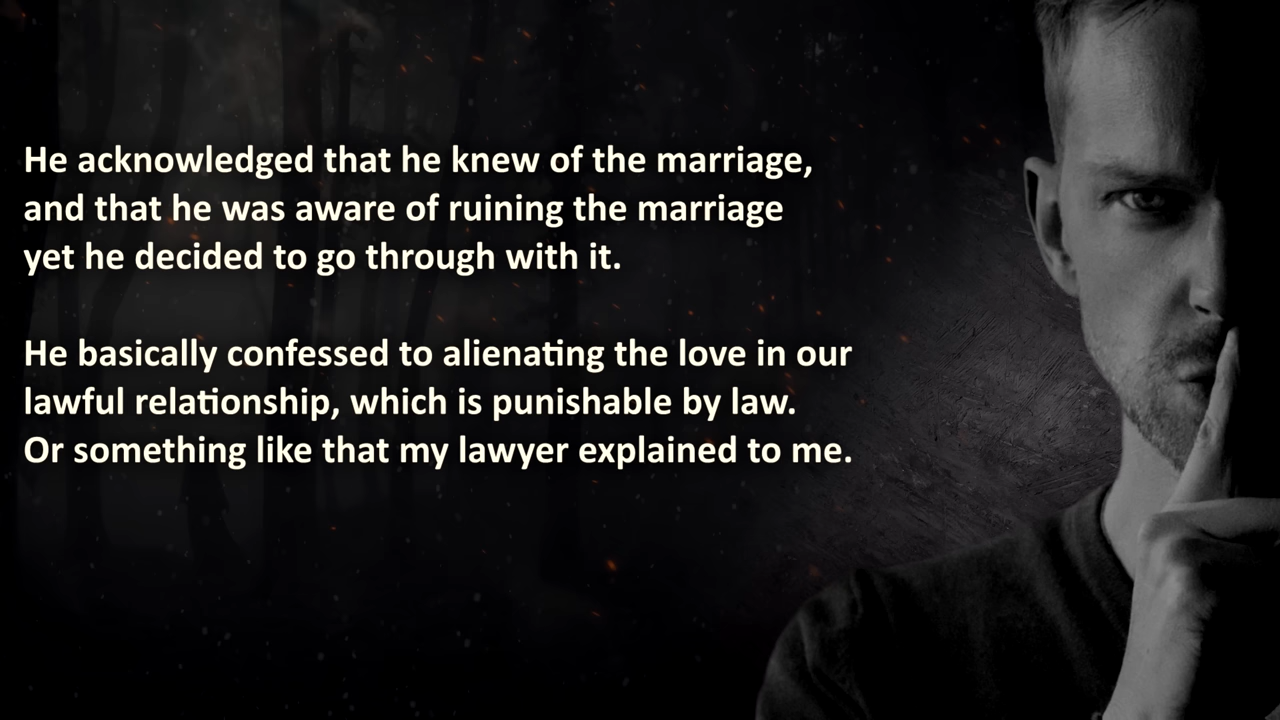 He acknowledged that he knew of the marriage,
and that he was aware of ruining the marriage
yet he decided to go through with it.
He basically confessed to alienating the love in our
lawful relationship, which is punishable by law.
Or something like that my lawyer explained to me.